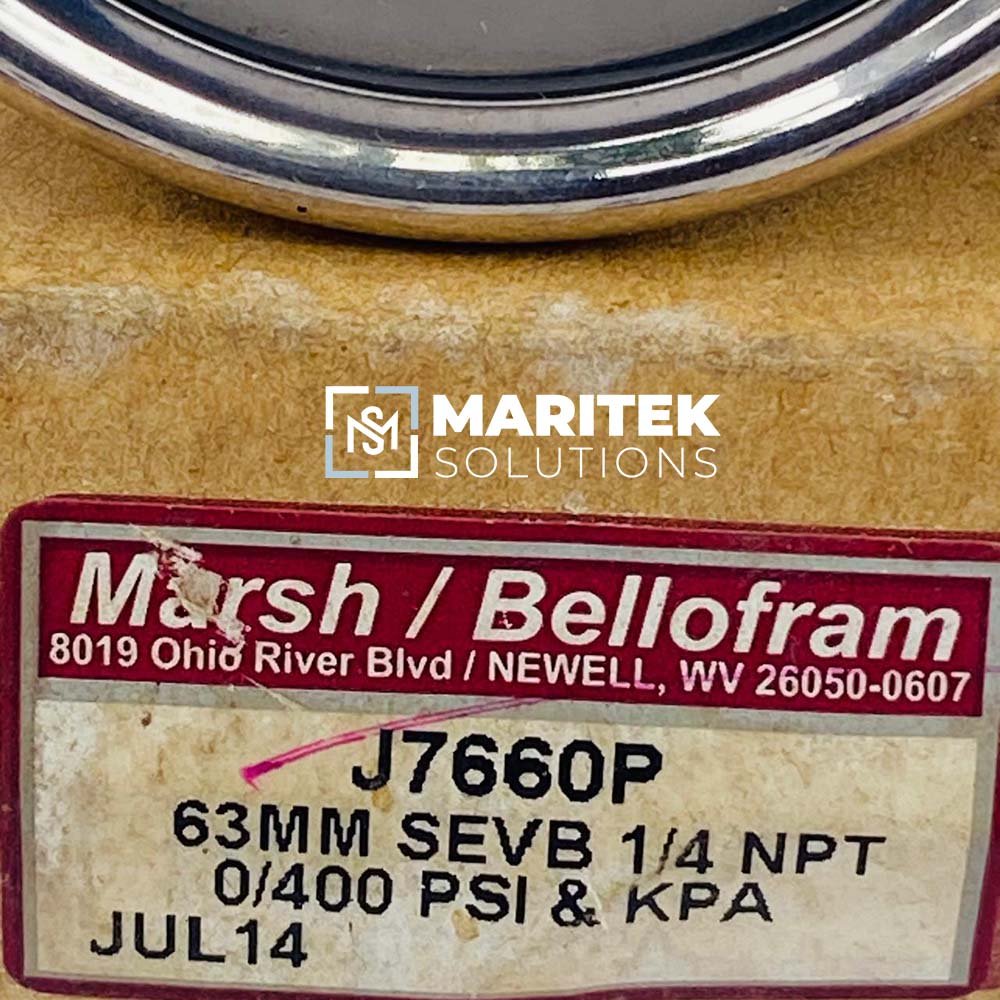 MS MARITEK
SOLUTIONS
Marsh / Bellofram
8019 Ohio River Blvd / NEWELL, WV 26050-0607
J7660P
63MM SEVB 1/4 NPT
0/400 PSI & KPA
JUL14